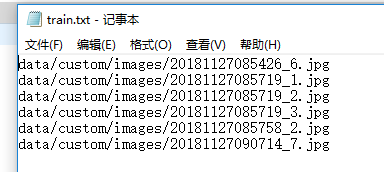 train.txt - 记事本
文件(F) 编辑(E) 格式(O) 查看(V) 帮助(H)
data/custom/images/20181127085426_6.jpg
data/custom/images/20181127085719_1.jpg
data/custom/images/20181127085719_2.jpg
data/custom/images/20181127085719_3.jpg
data/custom/images/20181127085758_2.jpg
data/custom/images/20181127090714_7.jpg